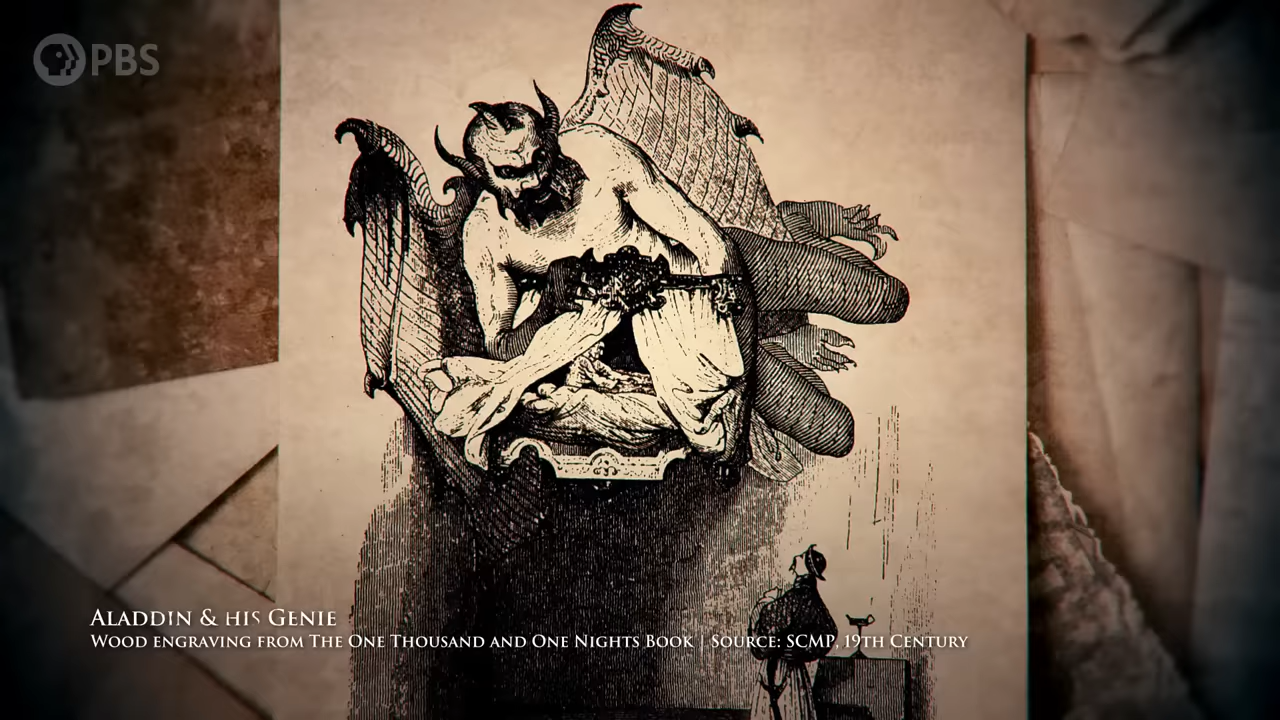 PBS
Aladdin & his Genie
Wood engraving from The One Thousand and One Nights Book | Source: SCMP, 19th Century